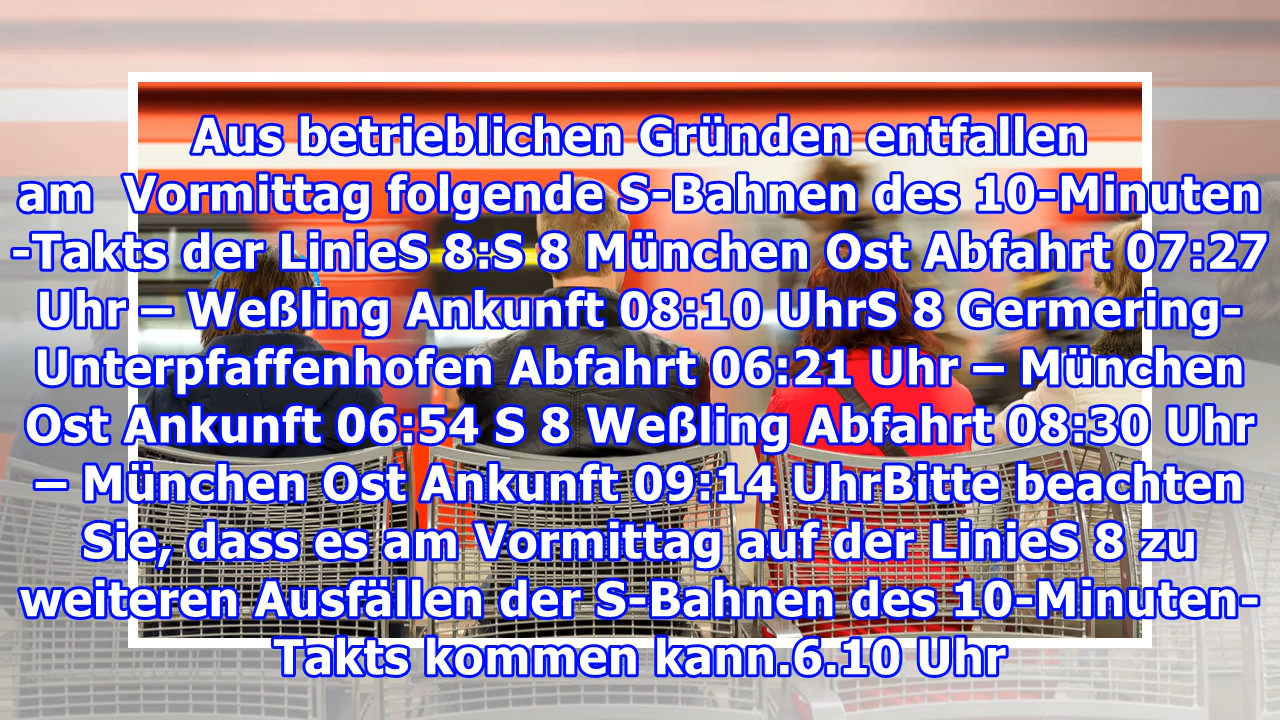 Aus betrieblichen Gründen entfallen
am  Vormittag folgende S-Bahnen des 10-Minuten
-Takts der LinieS 8:S 8 München Ost Abfahrt 07:27
Uhr – Weßling Ankunft 08:10 UhrS 8 Germering-
Unterpfaffenhofen Abfahrt 06:21 Uhr – München
Ost Ankunft 06:54 S 8 Weßling Abfahrt 08:30 Uhr
– München Ost Ankunft 09:14 UhrBitte beachten
Sie, dass es am Vormittag auf der LinieS 8 zu
weiteren Ausfällen der S-Bahnen des 10-Minuten-
Takts kommen kann.6.10 Uhr